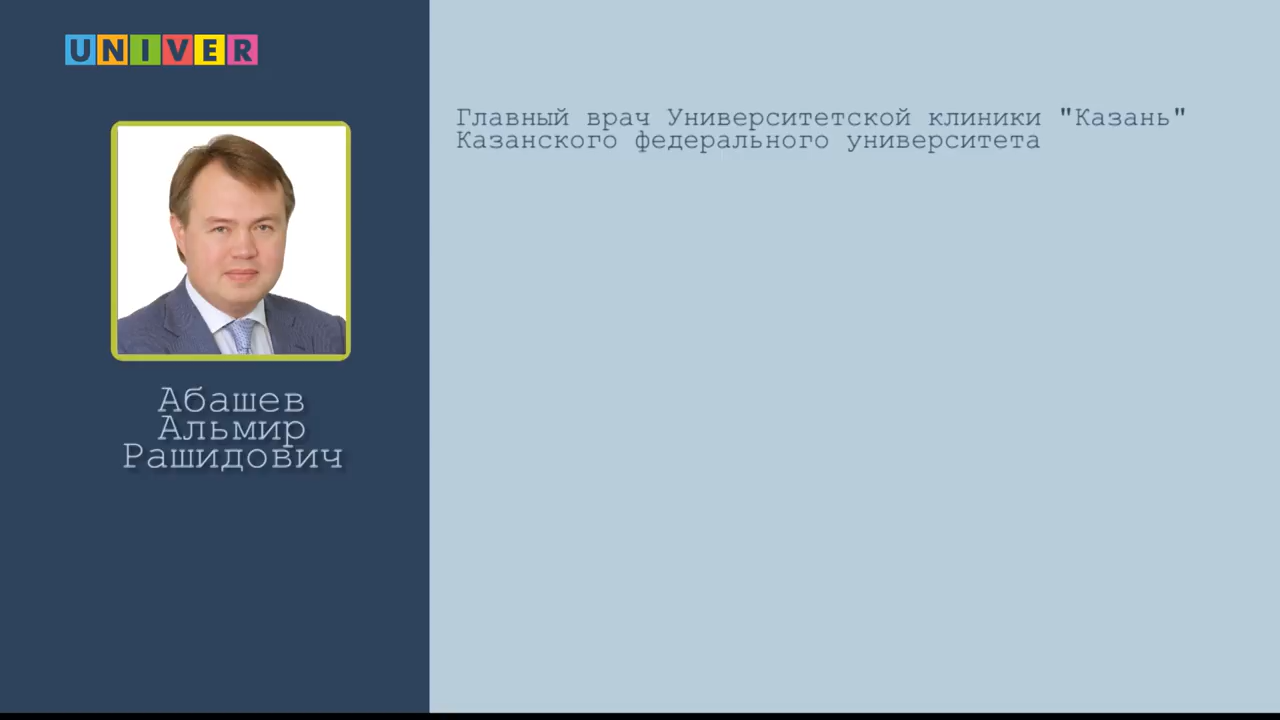 UNIVER
Абашев
Альмир
Рашидович
Главный врач Университетской клиники "Казань"
Казанского федерального университета